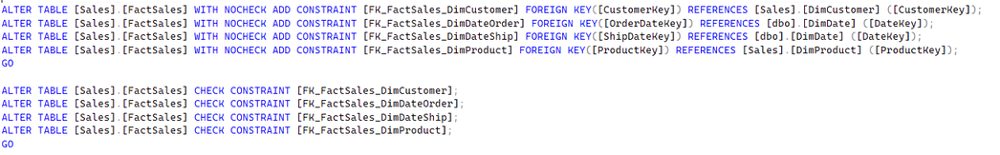 ALTER TABLE [Sales].[FactSales] WITH NOCHECK ADD CONSTRAINT [FK_FactSales_DimCustomer] FOREIGN KEY([CustomerKey]) REFERENCES [Sales].[DimCustomer] ([CustomerKey]);
ALTER TABLE [Sales].[FactSales] WITH NOCHECK ADD CONSTRAINT [FK_FactSales_DimDateOrder] FOREIGN KEY([OrderDateKey]) REFERENCES [dbo].[DimDate] ([DateKey]);
ALTER TABLE [Sales].[FactSales] WITH NOCHECK ADD CONSTRAINT [FK_FactSales_DimDateShip] FOREIGN KEY([ShipDateKey]) REFERENCES [dbo].[DimDate] ([DateKey]);
ALTER TABLE [Sales].[FactSales] WITH NOCHECK ADD CONSTRAINT [FK_FactSales_DimProduct] FOREIGN KEY([ProductKey]) REFERENCES [Sales].[DimProduct] ([ProductKey]);
GO
ALTER TABLE [Sales].[FactSales] CHECK CONSTRAINT [FK_FactSales_DimCustomer];
ALTER TABLE [Sales].[FactSales] CHECK CONSTRAINT [FK_FactSales_DimDateOrder];
ALTER TABLE [Sales].[FactSales] CHECK CONSTRAINT [FK_FactSales_DimDateShip];
ALTER TABLE [Sales].[FactSales] CHECK CONSTRAINT [FK_FactSales_DimProduct];
GO